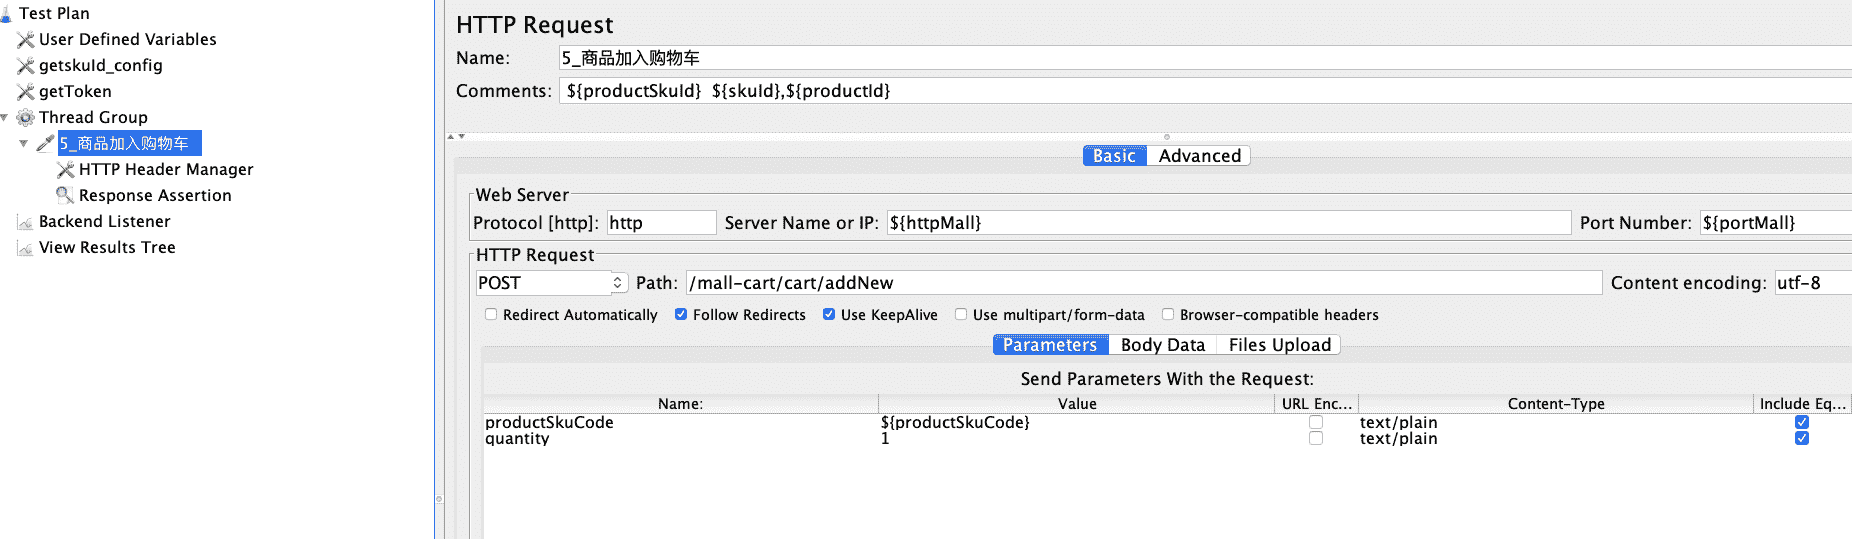 Test Plan
User Defined Variables
getskuId_config
getToken
Thread Group
5_商品加入购物车
HTTP Header Manager
Response Assertion
Backend Listener
View Results Tree
HTTP Request
Name: 5_商品加入购物车
Comments: ${productSkuId} ${skuId},${productId}
Basic Advanced
Web Server
Protocol [http]: http Server Name or IP: ${httpMall} Port Number: ${portMall}
HTTP Request
POST Path: /mall-cart/cart/addNew Content encoding: utf-8
Redirect Automatically Follow Redirects Use KeepAlive Use multipart/form-data Browser-compatible headers
Parameters Body Data Files Upload
Send Parameters With the Request:
Name: Value URL Enc... Content-Type Include Eq...
productSkuCode ${productSkuCode} text/plain
quantity 1 text/plain